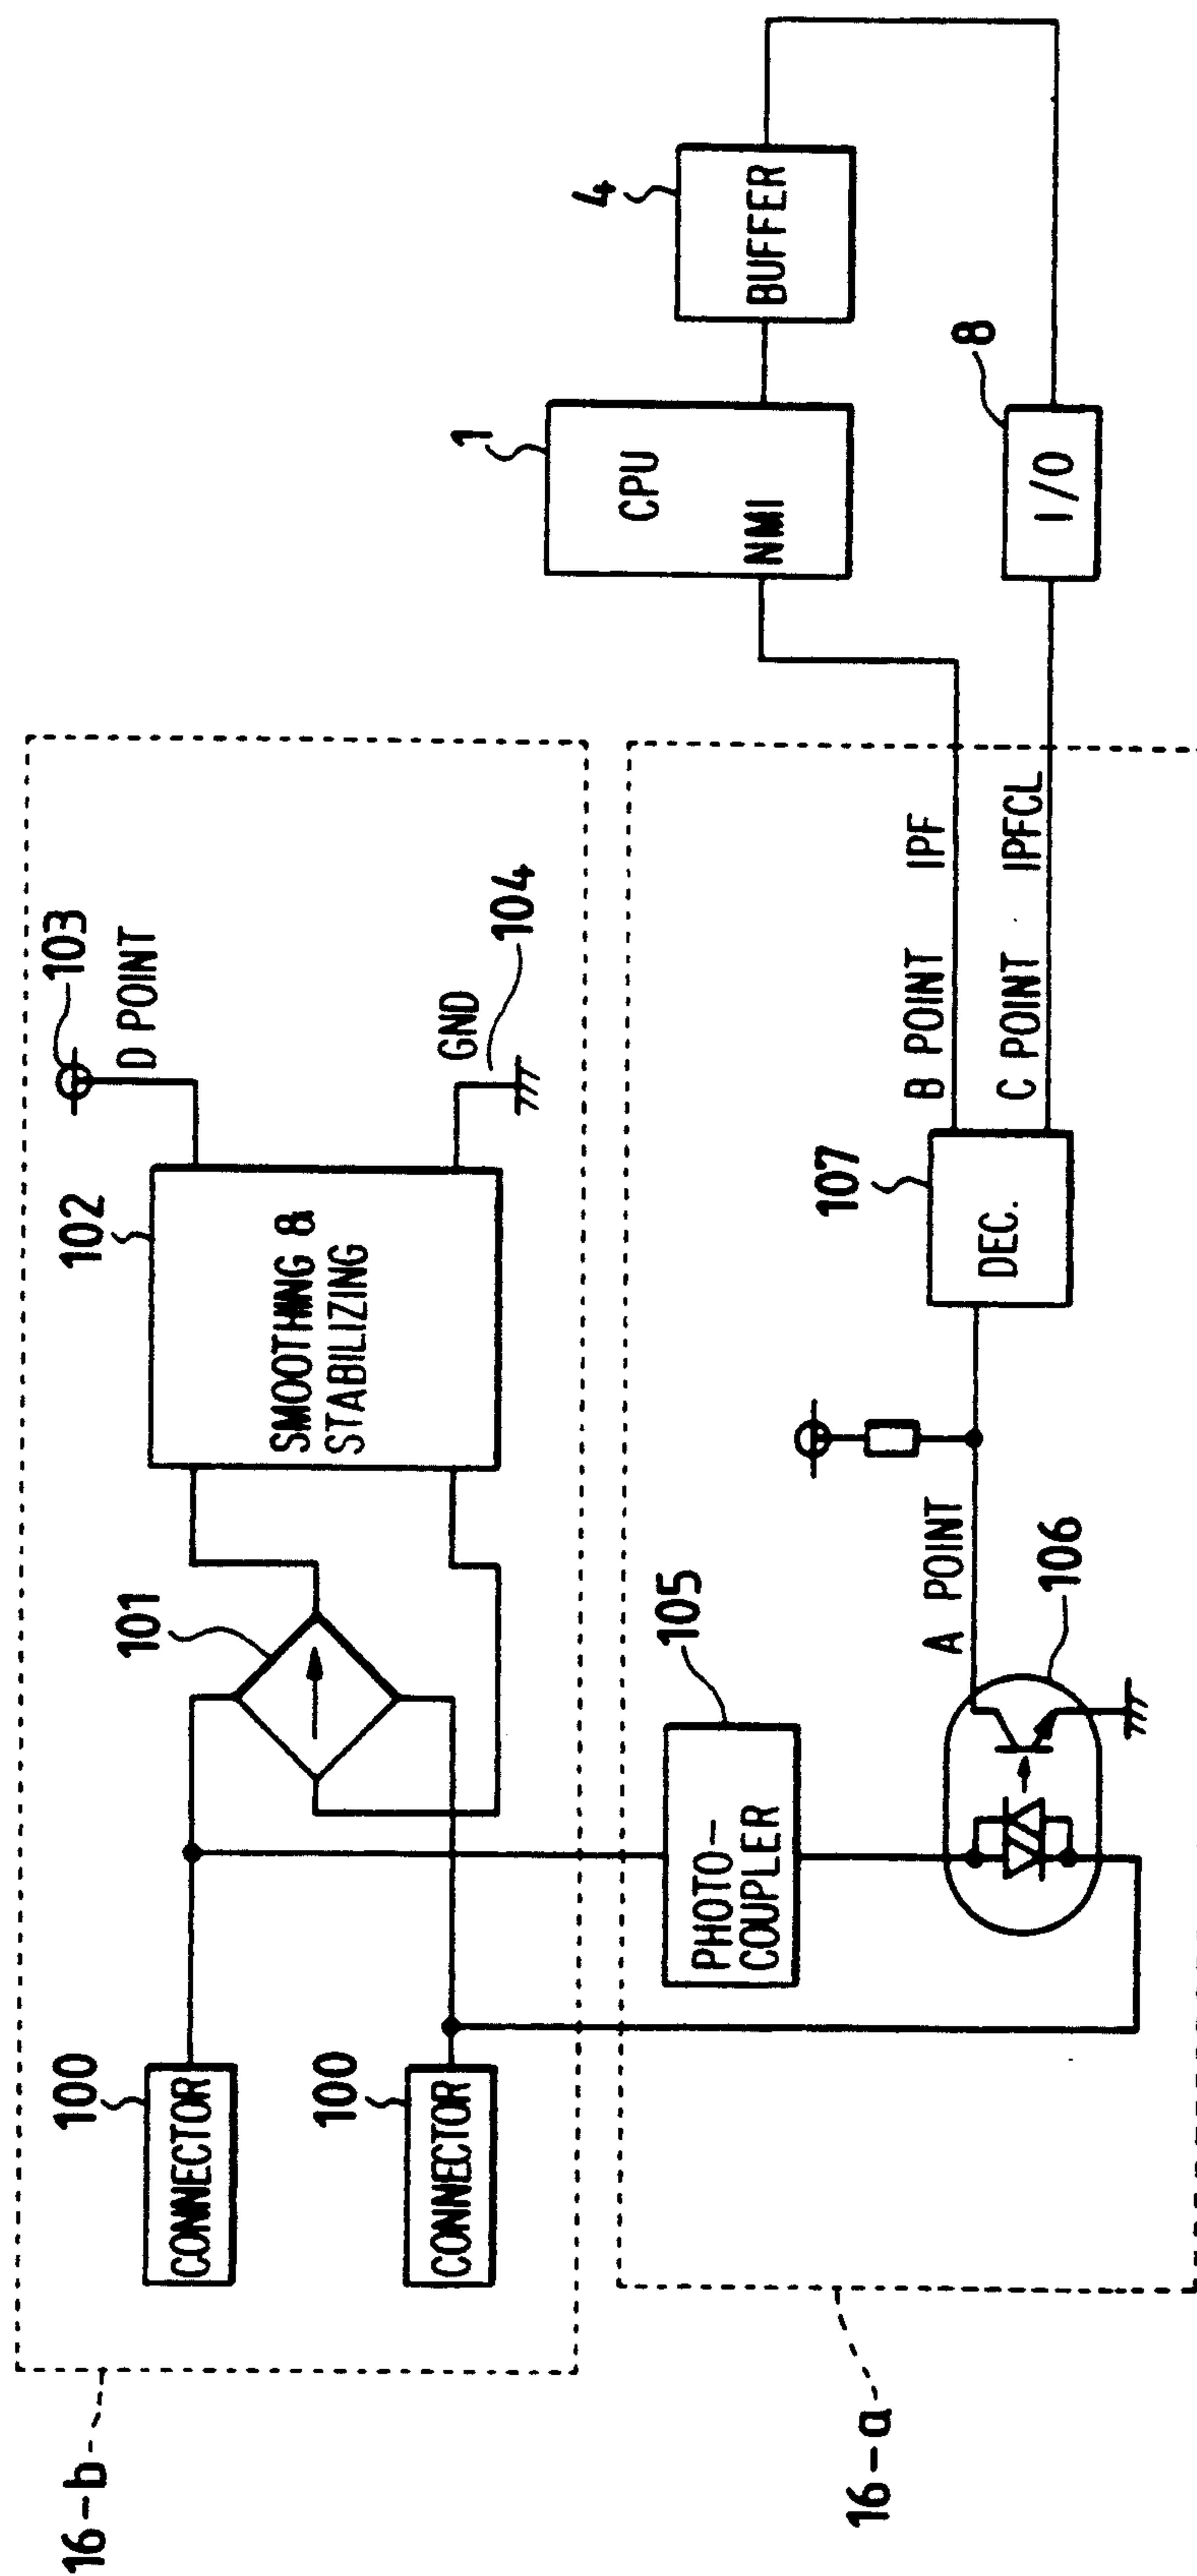 16-b
100
CONNECTOR
100
CONNECTOR
101
102
SMOOTHING &
STABILIZING
103
D POINT
GND
104
16-a
105
PHOTO-
COUPLER
106
A POINT
107
DEC.
B POINT IPF
C POINT IPFCL
1
CPU
NMI
4
BUFFER
8
I/O